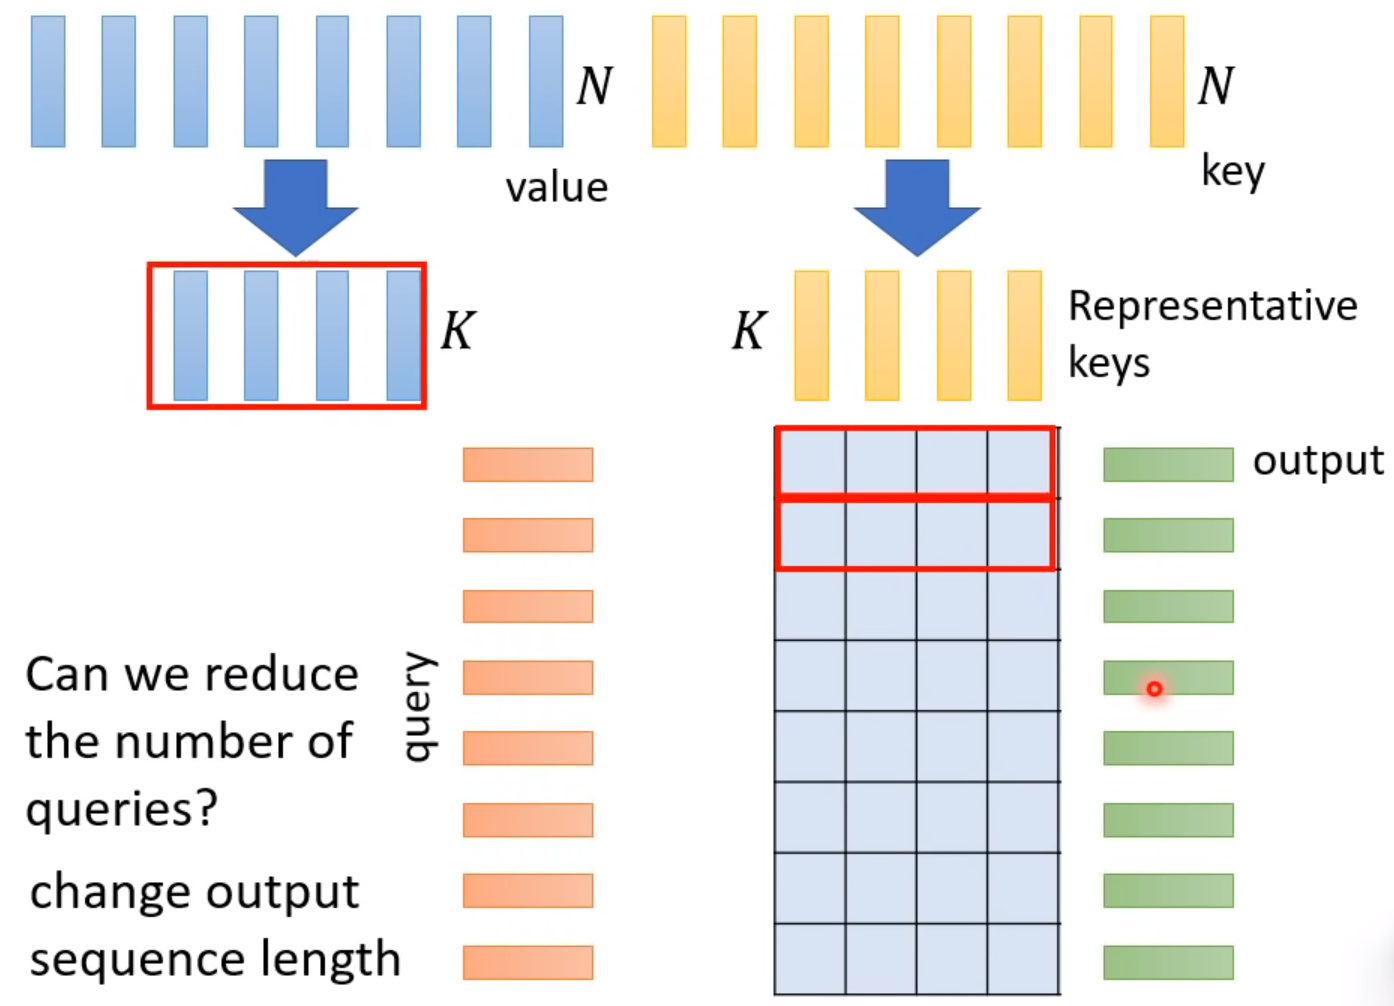 N
N
value
key
K
K
Representative
keys
output
query
Can we reduce
the number of
queries?
change output
sequence length